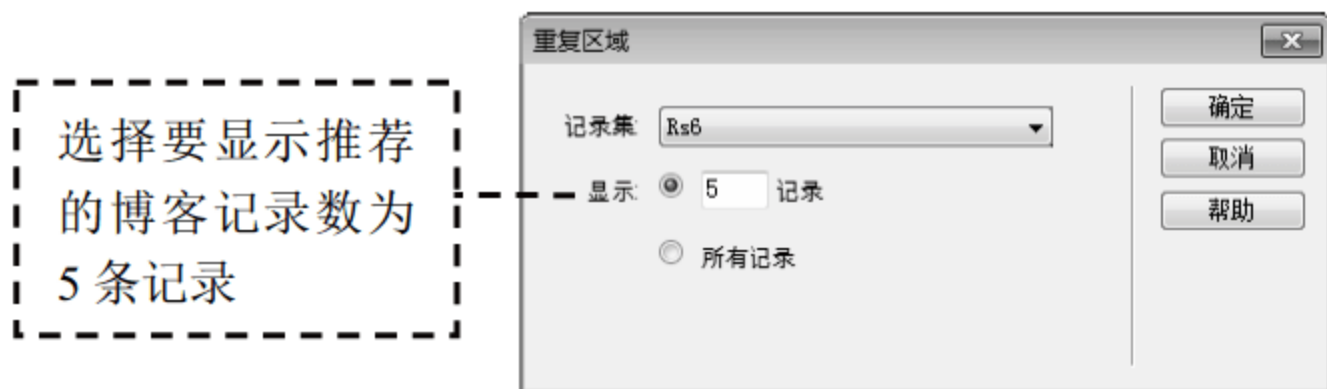 选择要显示推荐
的博客记录数为
5 条记录
重复区域
记录集: Rs6
显示: 5 记录
所有记录
确定
取消
帮助